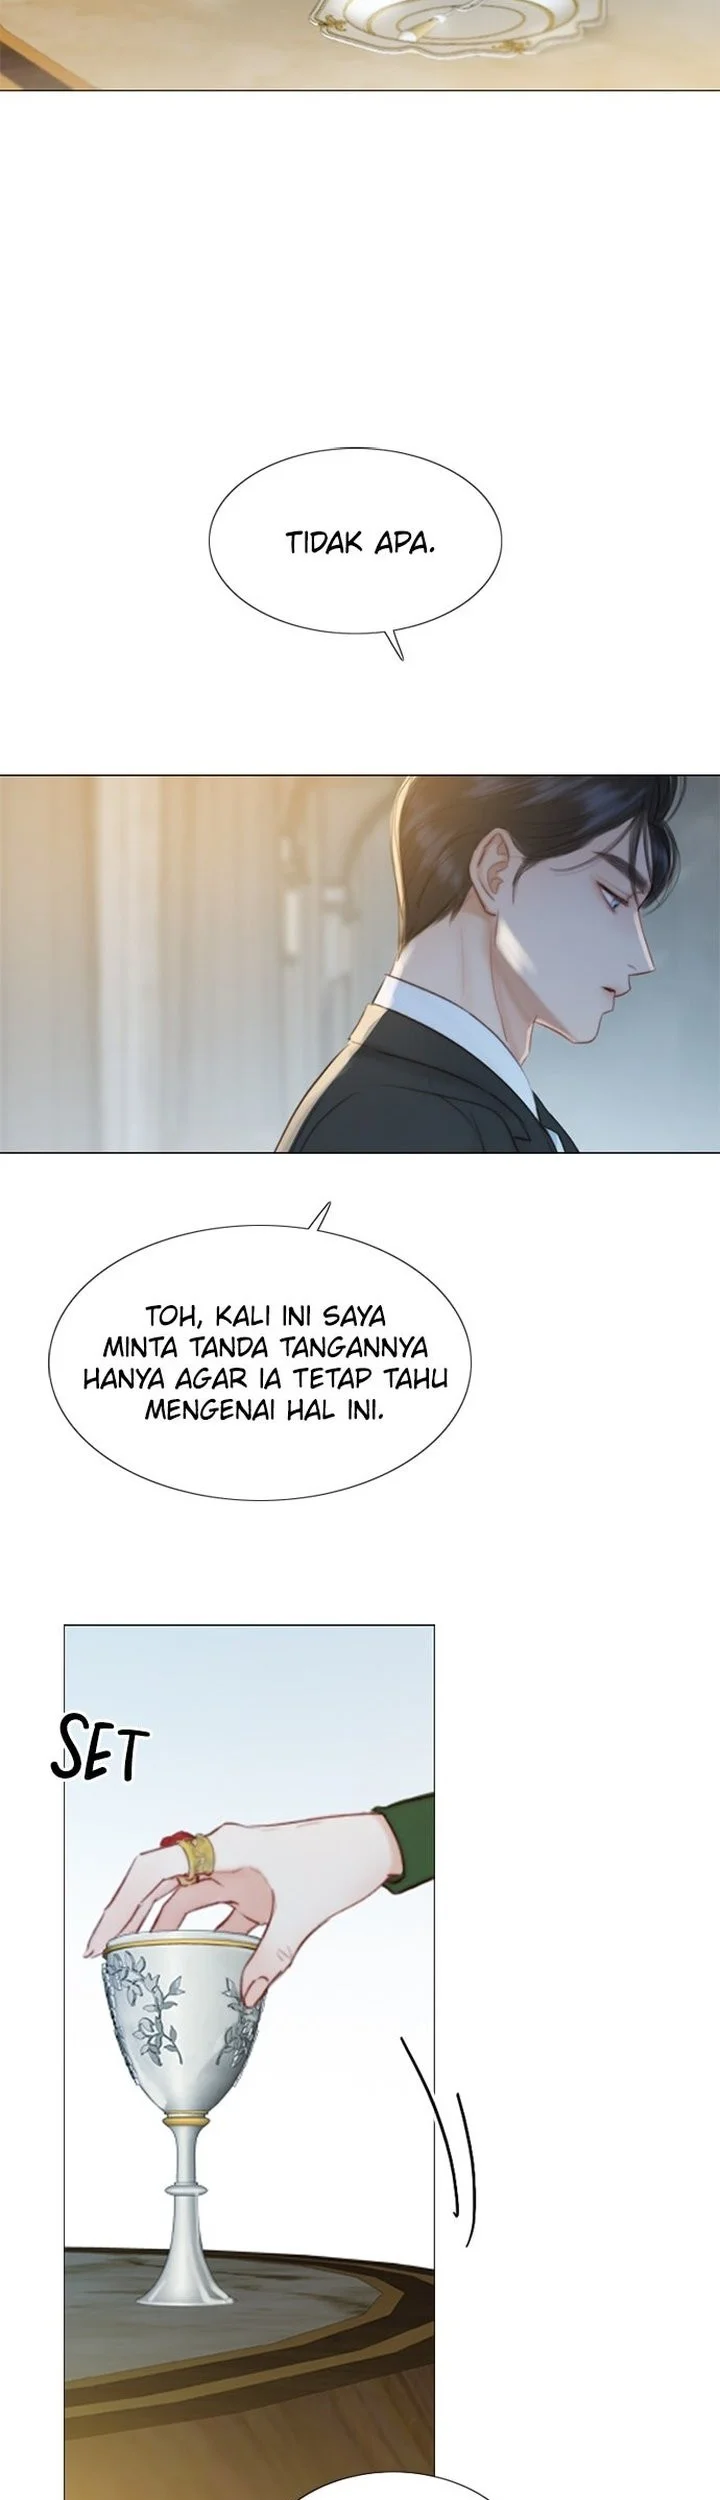 TIDAK APA.
TOH, KALI INI SAYA
MINTA TANDA TANGANNYA
HANYA AGAR IA TETAP TAHU
MENGENAI HAL INI.
SET